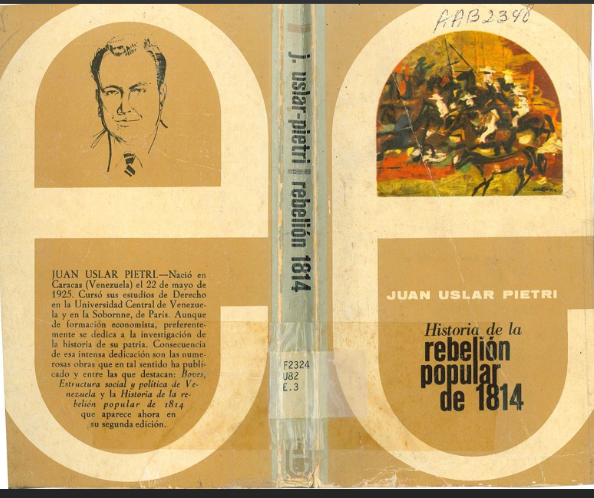 JUAN USLAR PIETRI.—Nació en
Caracas (Venezuela) el 22 de mayo de
1925. Cursó sus estudios de Derecho
en la Universidad Central de Venezue-
la y en la Sobornne, de París. Aunque
de formación economista, preferente-
mente se dedica a la investigación de
la historia de su patria. Consecuencia
de esa intensa dedicación son las nume-
rosas obras que en tal sentido ha publi-
cado y entre las que destacan: Boves,
Estructura social y política de Ve-
nezuela y la Historia de la re-
belión popular de 1814
que aparece ahora en
su segunda edición.
j. uslar-pietri rebelión 1814
F2324
U82
E.3
AAB2398
JUAN USLAR PIETRI
Historia de la
rebelión
popular
de 1814